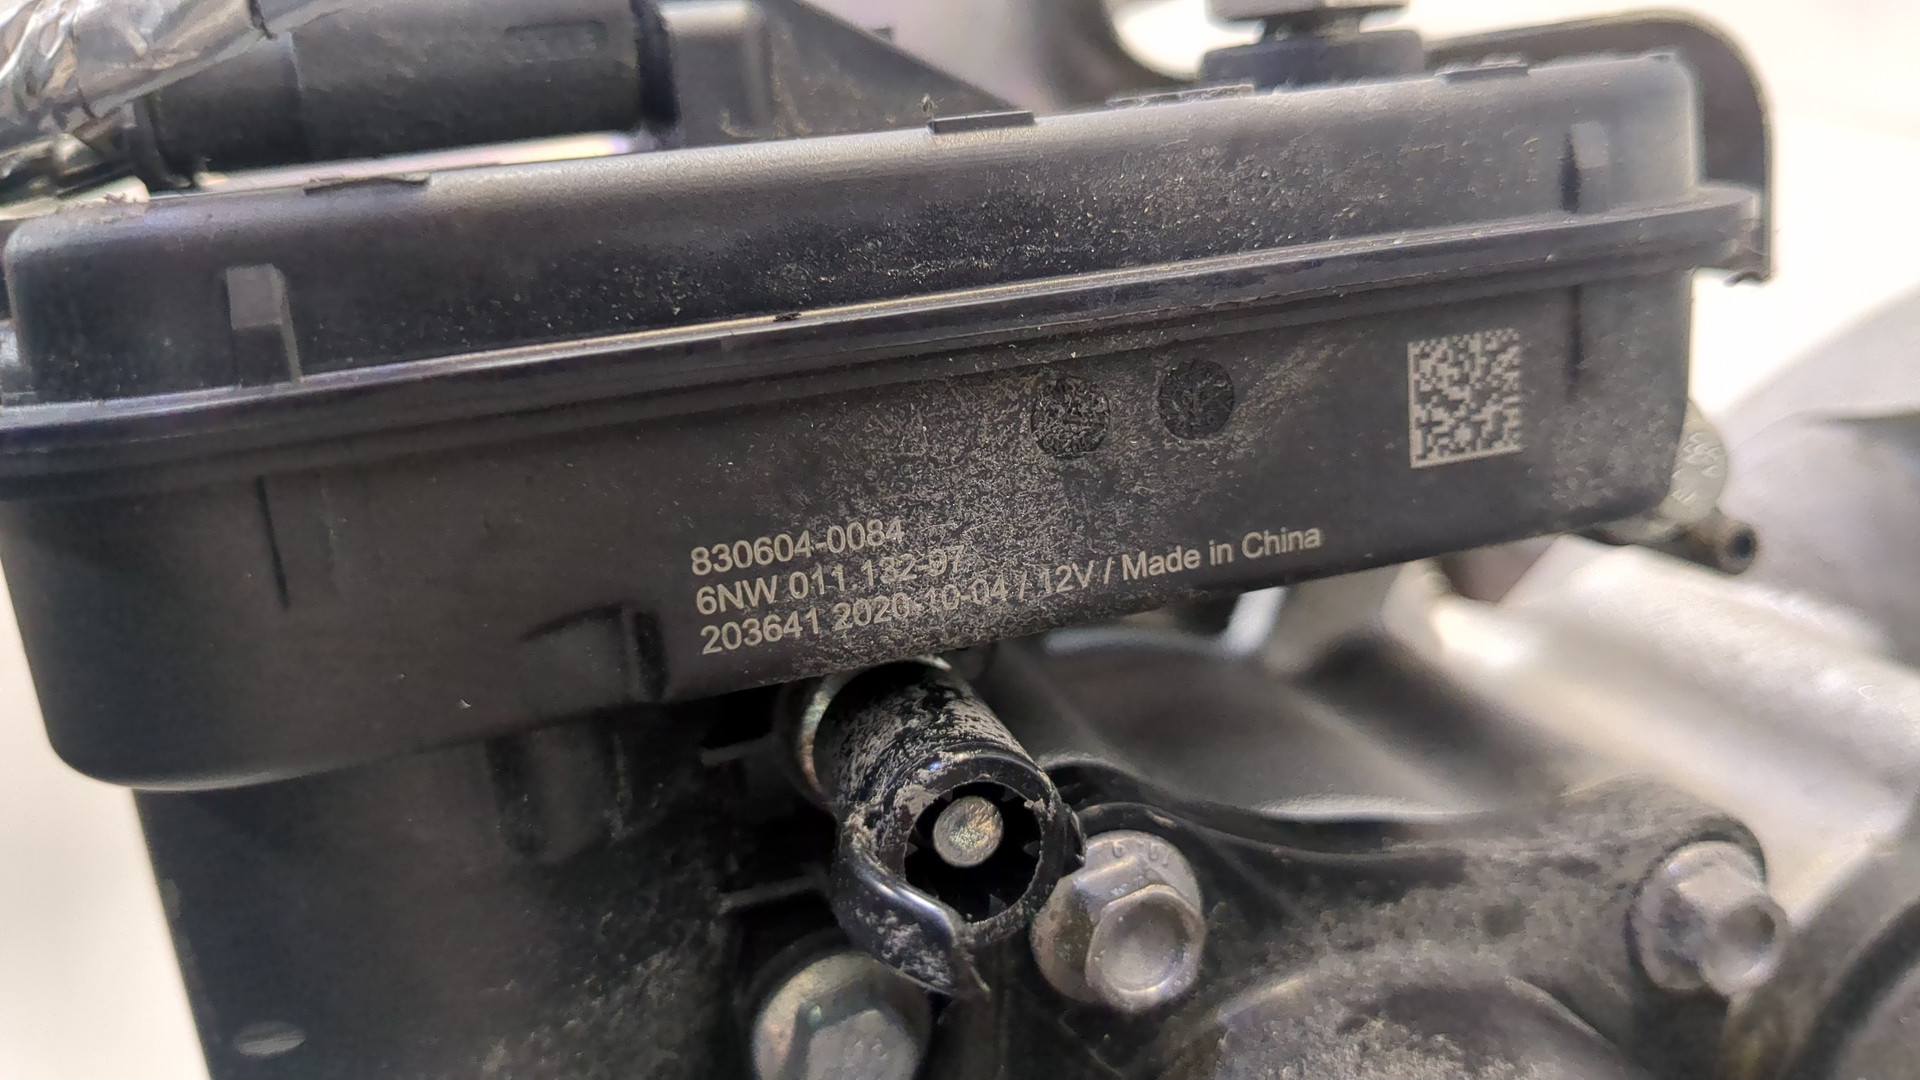 830604-0084
6NW 011 132-97
203641 2020-10-04 / 12V / Made in China